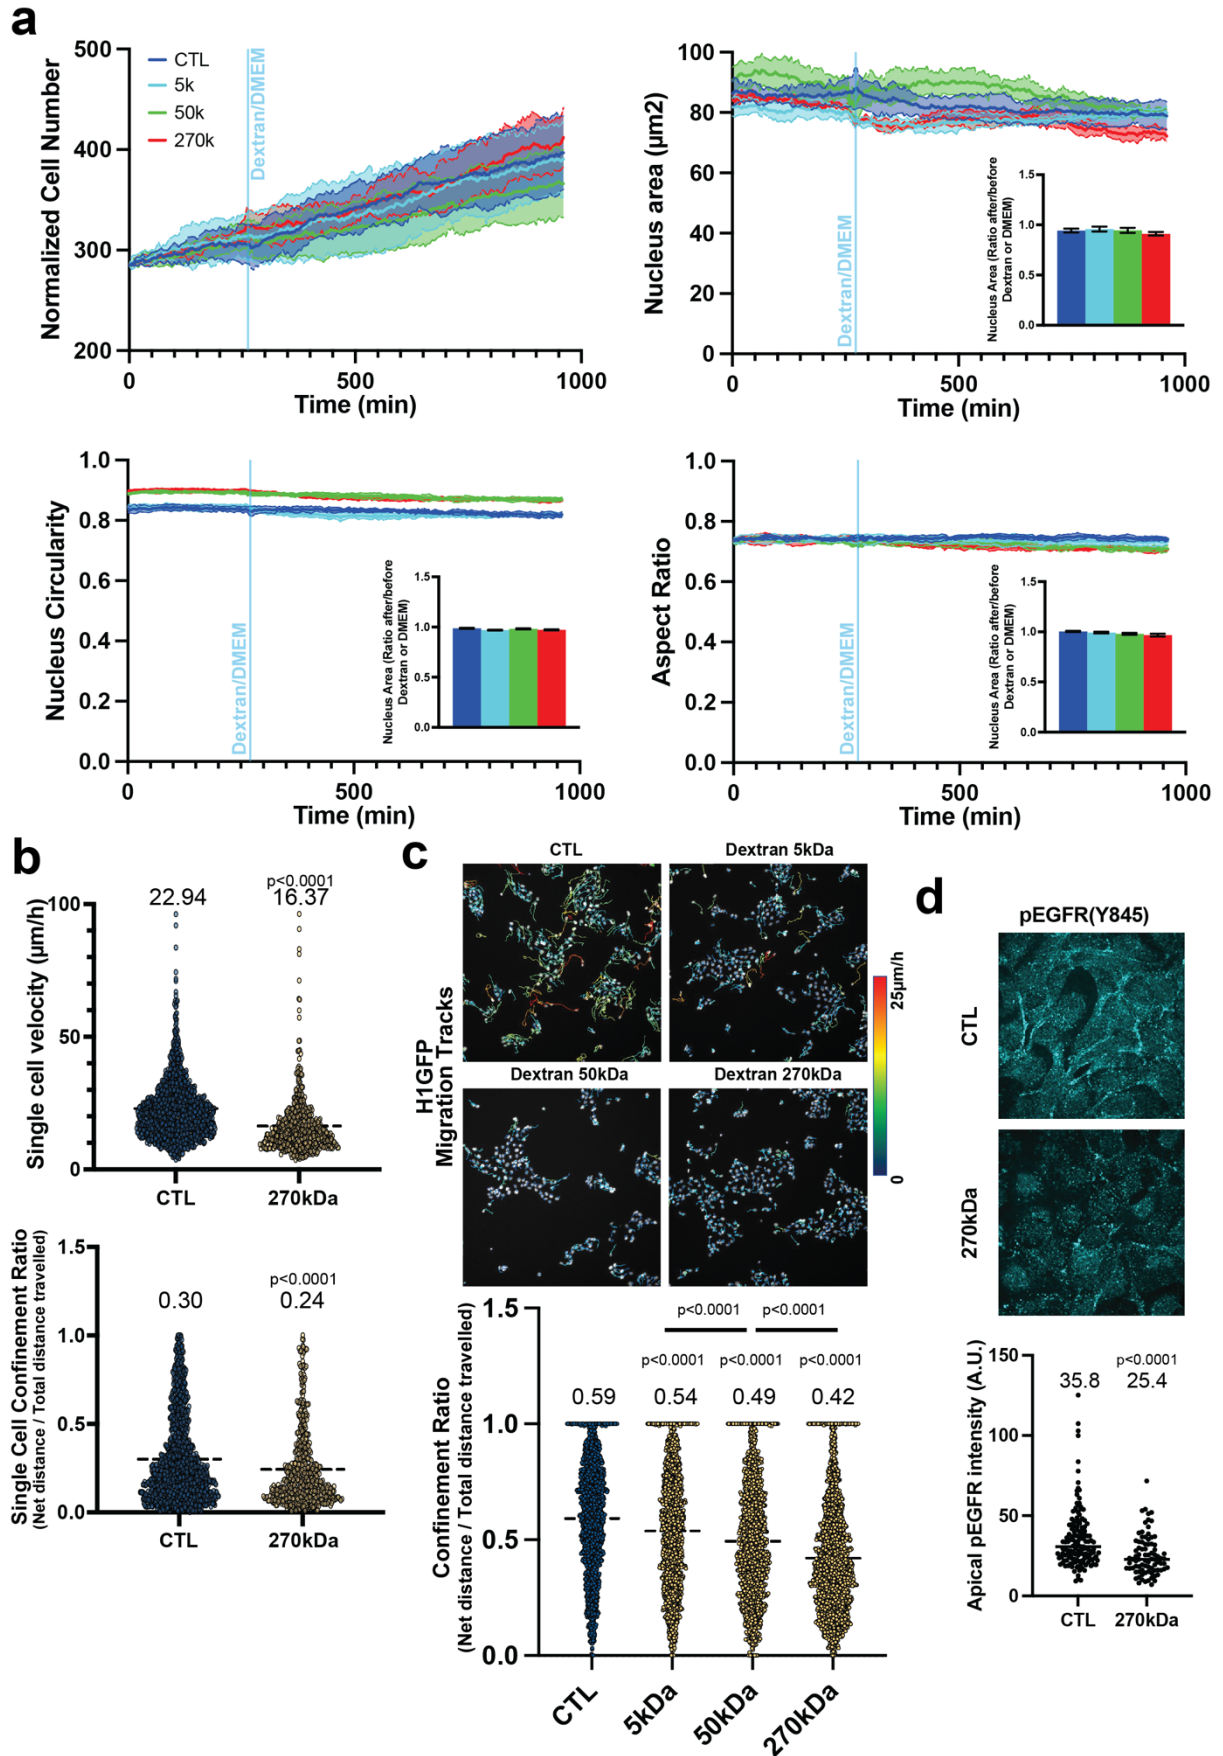 a
Normalized Cell Number
500
400
300
200
CTL
5k
50k
270k
Dextran/DMEM
0
500
1000
Time (min)
Nucleus area (µm2)
100
80
60
40
20
0
Dextran/DMEM
Nucleus Area (Ratio after/before
Dextran or DMEM)
1.5
1.0
0.5
0.0
0
500
1000
Time (min)
Nucleus Circularity
1.0
0.8
0.6
0.4
0.2
0.0
Dextran/DMEM
Nucleus Area (Ratio after/before
Dextran or DMEM)
1.5
1.0
0.5
0.0
0
500
1000
Time (min)
Aspect Ratio
1.0
0.8
0.6
0.4
0.2
0.0
Dextran/DMEM
Nucleus Area (Ratio after/before
Dextran or DMEM)
1.5
1.0
0.5
0.0
0
500
1000
Time (min)
b
Single cell velocity (µm/h)
100
50
0
22.94
p<0.0001
16.37
CTL
270kDa
Single Cell Confinement Ratio
(Net distance / Total distance travelled)
1.5
1.0
0.5
0.0
0.30
p<0.0001
0.24
CTL
270kDa
c
H1GFP
Migration Tracks
CTL
Dextran 5kDa
Dextran 50kDa
Dextran 270kDa
25µm/h
0
Confinement Ratio
(Net distance / Total distance travelled)
1.5
1.0
0.5
0.0
p<0.0001
p<0.0001
p<0.0001
p<0.0001
p<0.0001
0.59
0.54
0.49
0.42
CTL
5kDa
50kDa
270kDa
d
pEGFR(Y845)
CTL
270kDa
Apical pEGFR intensity (A.U.)
150
100
50
0
35.8
p<0.0001
25.4
CTL
270kDa